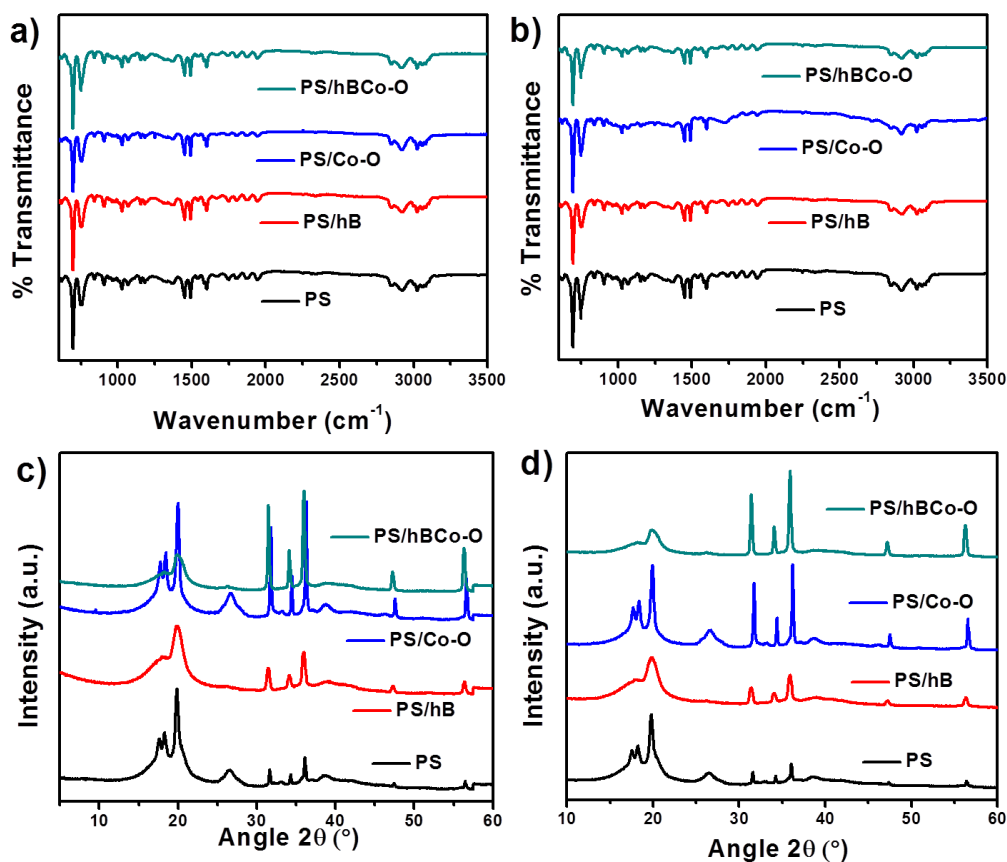 a)
% Transmittance
PS/hBCo-O
PS/Co-O
PS/hB
PS
1000 1500 2000 2500 3000 3500
Wavenumber (cm⁻¹)
b)
% Transmittance
PS/hBCo-O
PS/Co-O
PS/hB
PS
1000 1500 2000 2500 3000 3500
Wavenumber (cm⁻¹)
c)
Intensity (a.u.)
PS/hBCo-O
PS/Co-O
PS/hB
PS
10 20 30 40 50 60
Angle 2θ (°)
d)
Intensity (a.u.)
PS/hBCo-O
PS/Co-O
PS/hB
PS
10 20 30 40 50 60
Angle 2θ (°)